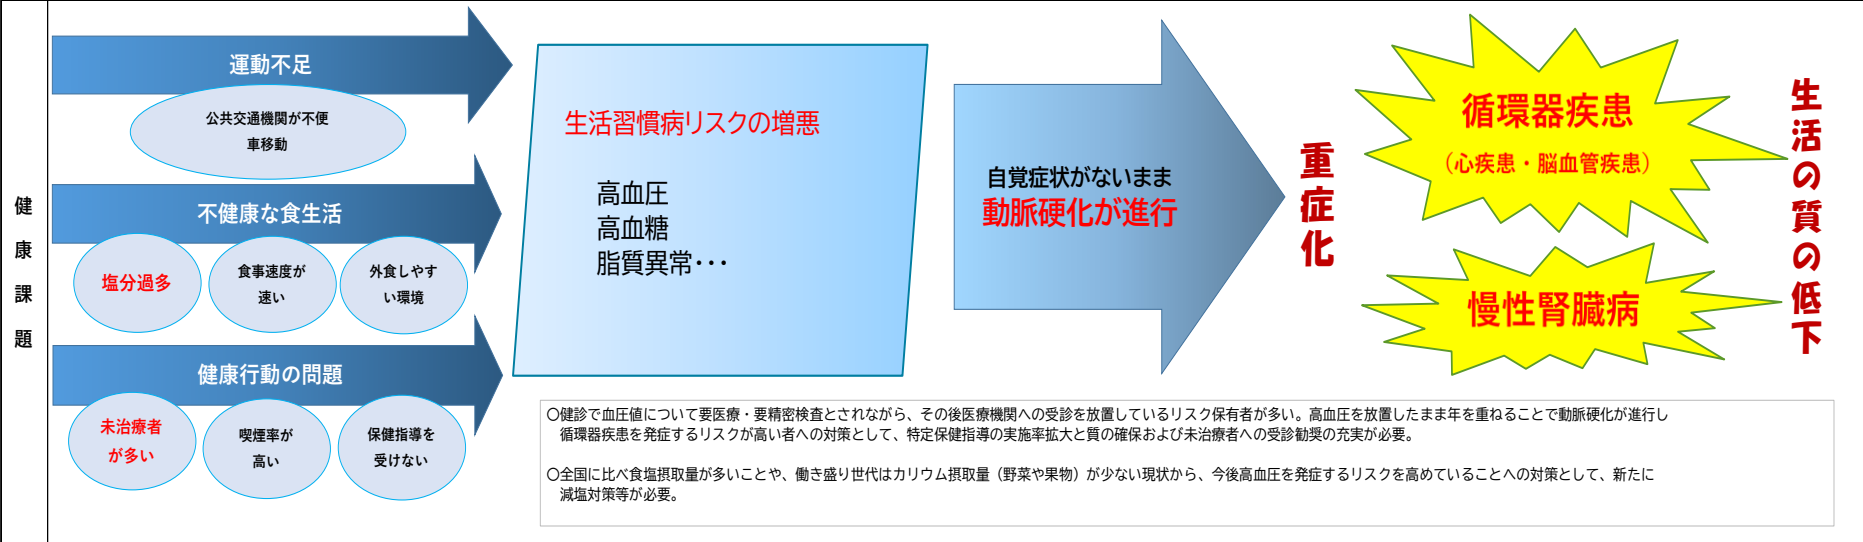 健康課題
運動不足
公共交通機関が不便
車移動
不健康な食生活
塩分過多
食事速度が
速い
外食しやす
い環境
健康行動の問題
未治療者
が多い
喫煙率が
高い
保健指導を
受けない
生活習慣病リスクの増悪
高血圧
高血糖
脂質異常･･･
自覚症状がないまま
動脈硬化が進行
重症化
循環器疾患
（心疾患・脳血管疾患）
慢性腎臓病
生活の質の低下
〇健診で血圧値について要医療・要精密検査とされながら、その後医療機関への受診を放置しているリスク保有者が多い。高血圧を放置したまま年を重ねることで動脈硬化が進行し
循環器疾患を発症するリスクが高い者への対策として、特定保健指導の実施率拡大と質の確保および未治療者への受診勧奨の充実が必要。
〇全国に比べ食塩摂取量が多いことや、働き盛り世代はカリウム摂取量（野菜や果物）が少ない現状から、今後高血圧を発症するリスクを高めていることへの対策として、新たに
減塩対策等が必要。